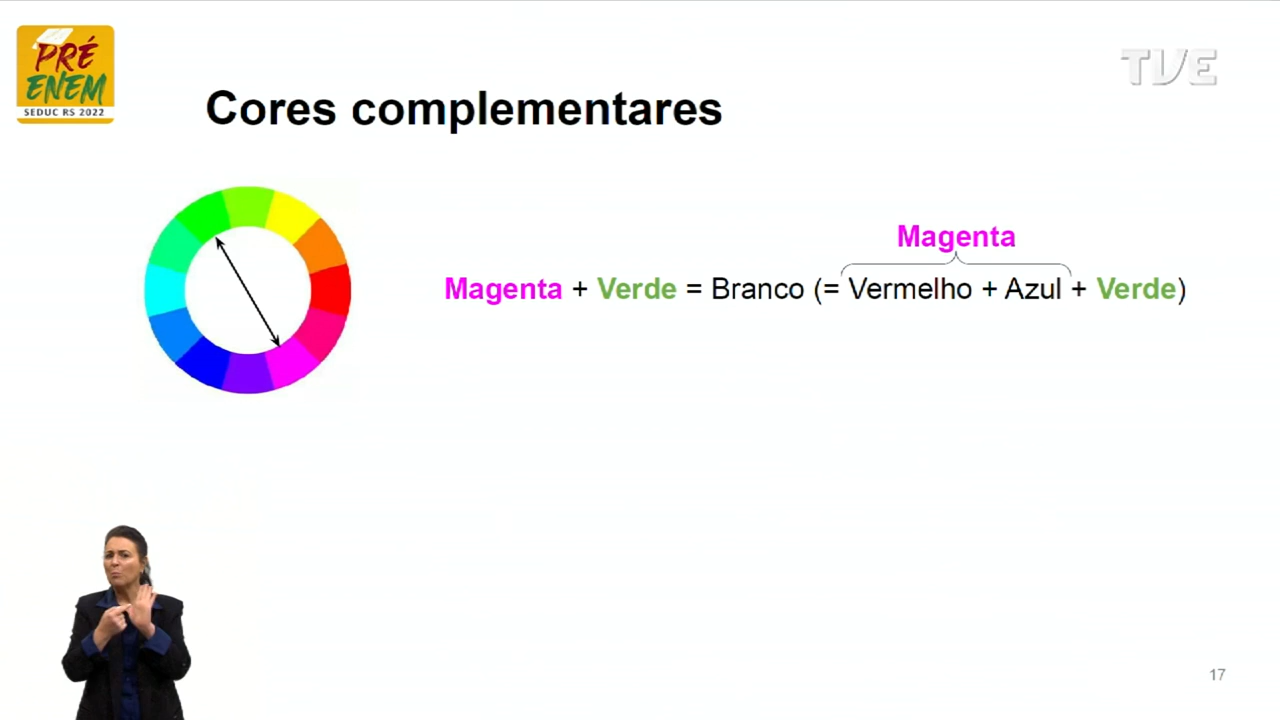 PRÉ
ENEM
SEDUC RS 2022
TVE
Cores complementares
Magenta
Magenta + Verde = Branco (= Vermelho + Azul + Verde)
17